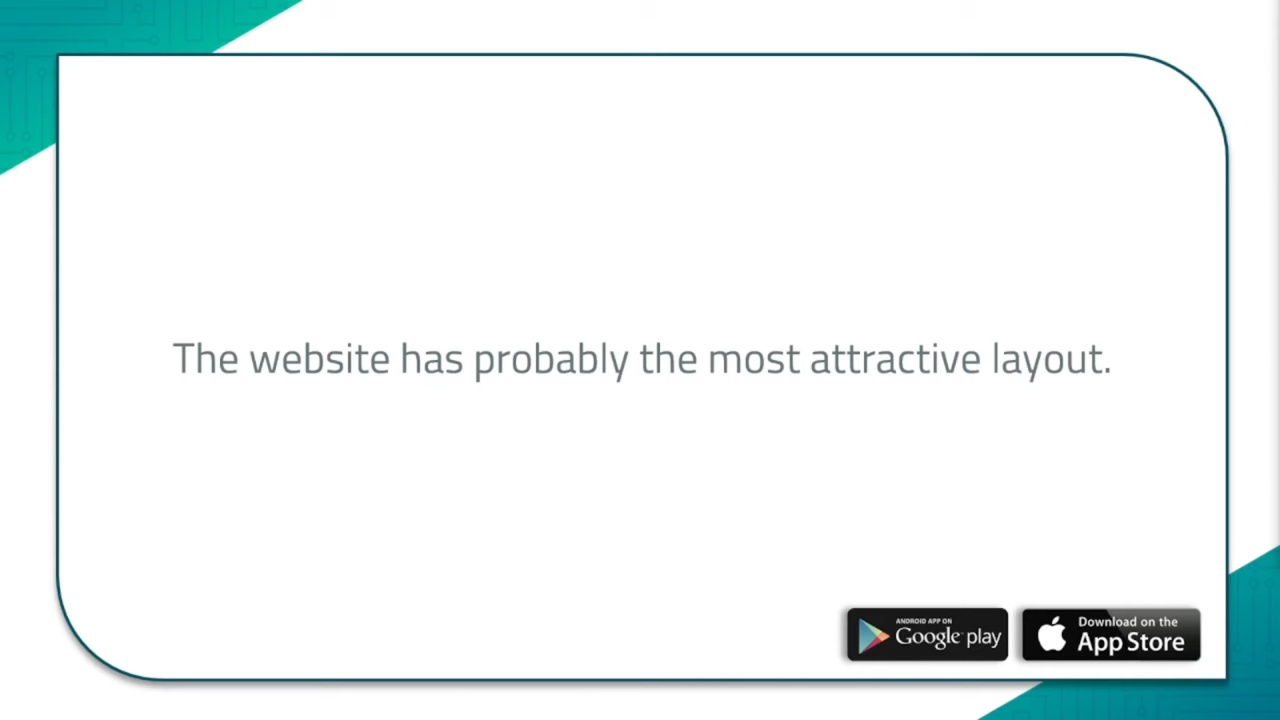 The website has probably the most attractive layout.
ANDROID APP ON
Google play
Download on the
App Store